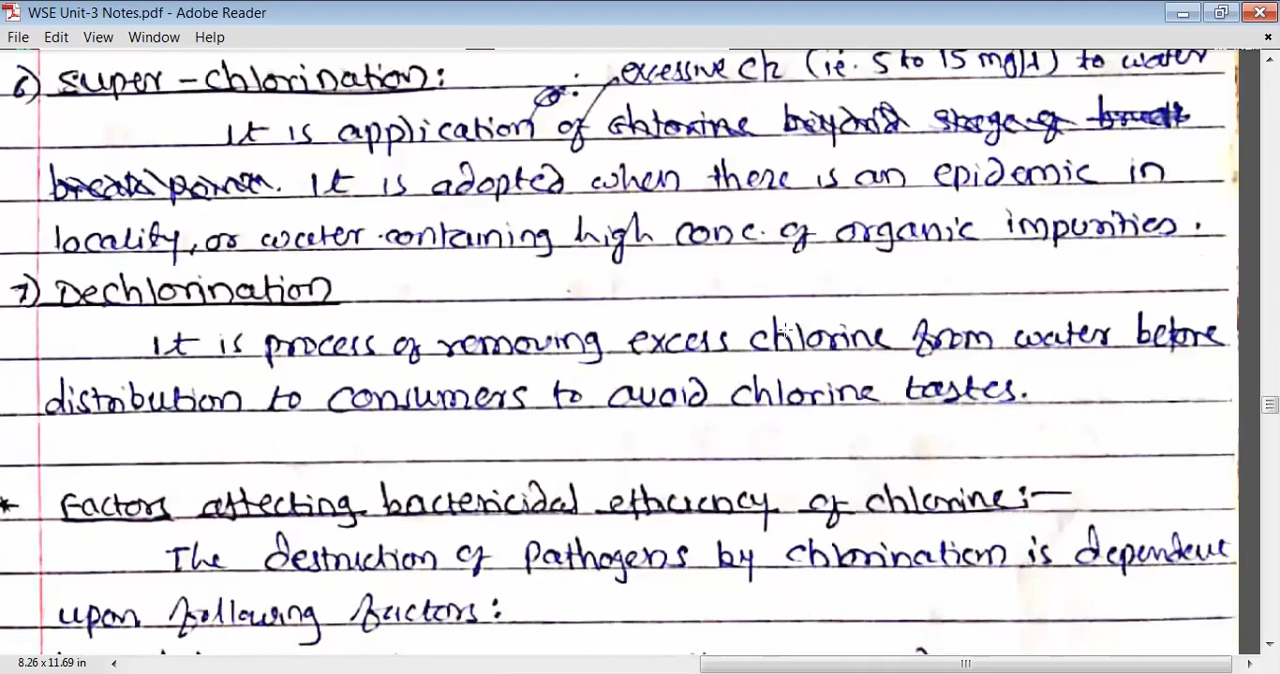 WSE Unit-3 Notes.pdf - Adobe Reader
File Edit View Window Help
6) Super-chlorination: excessive Ch (ie. 5 to 15 mg/l) to water
It is application of chlorine beyond stage of break
break point. It is adopted when there is an epidemic in
locality, or water containing high conc. of organic impurities.
7) Dechlorination
It is process of removing excess chlorine from water before
distribution to consumers to avoid chlorine tastes.
* Factors affecting bactericidal efficiency of chlorine:-
The destruction of pathogens by chlorination is dependent
upon following factors:
8.26 x 11.69 in